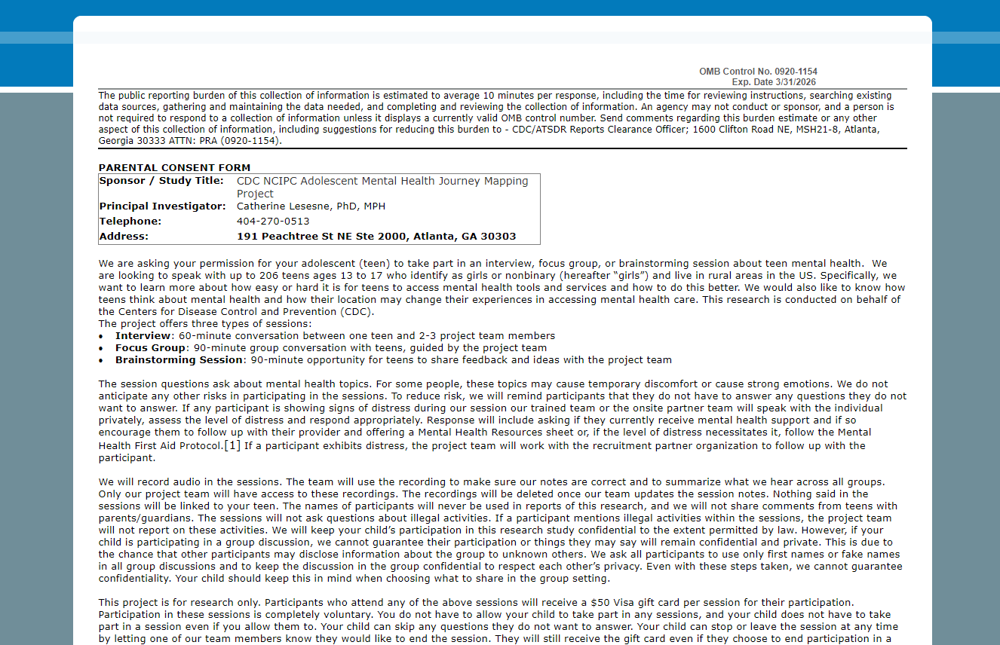 OMB Control No. 0920-1154
Exp. Date 3/31/2026
The public reporting burden of this collection of information is estimated to average 10 minutes per response, including the time for reviewing instructions, searching existing
data sources, gathering and maintaining the data needed, and completing and reviewing the collection of information. An agency may not conduct or sponsor, and a person is
not required to respond to a collection of information unless it displays a currently valid OMB control number. Send comments regarding this burden estimate or any other
aspect of this collection of information, including suggestions for reducing this burden to - CDC/ATSDR Reports Clearance Officer; 1600 Clifton Road NE, MSH21-8, Atlanta,
Georgia 30333 ATTN: PRA (0920-1154).
PARENTAL CONSENT FORM
Sponsor / Study Title: CDC NCIPC Adolescent Mental Health Journey Mapping
Project
Principal Investigator: Catherine Lesesne, PhD, MPH
Telephone: 404-270-0513
Address: 191 Peachtree St NE Ste 2000, Atlanta, GA 30303
We are asking your permission for your adolescent (teen) to take part in an interview, focus group, or brainstorming session about teen mental health.  We
are looking to speak with up to 206 teens ages 13 to 17 who identify as girls or nonbinary (hereafter “girls”) and live in rural areas in the US. Specifically, we
want to learn more about how easy or hard it is for teens to access mental health tools and services and how to do this better. We would also like to know how
teens think about mental health and how their location may change their experiences in accessing mental health care. This research is conducted on behalf of
the Centers for Disease Control and Prevention (CDC).
The project offers three types of sessions:
• Interview: 60-minute conversation between one teen and 2-3 project team members
• Focus Group: 90-minute group conversation with teens, guided by the project team
• Brainstorming Session: 90-minute opportunity for teens to share feedback and ideas with the project team
The session questions ask about mental health topics. For some people, these topics may cause temporary discomfort or cause strong emotions. We do not
anticipate any other risks in participating in the sessions. To reduce risk, we will remind participants that they do not have to answer any questions they do not
want to answer. If any participant is showing signs of distress during our session our trained team or the onsite partner team will speak with the individual
privately, assess the level of distress and respond appropriately. Response will include asking if they currently receive mental health support and if so
encourage them to follow up with their provider and offering a Mental Health Resources sheet or, if the level of distress necessitates it, follow the Mental
Health First Aid Protocol.[1] If a participant exhibits distress, the project team will work with the recruitment partner organization to follow up with the
participant.
We will record audio in the sessions. The team will use the recording to make sure our notes are correct and to summarize what we hear across all groups.
Only our project team will have access to these recordings. The recordings will be deleted once our team updates the session notes. Nothing said in the
sessions will be linked to your teen. The names of participants will never be used in reports of this research, and we will not share comments from teens with
parents/guardians. The sessions will not ask questions about illegal activities. If a participant mentions illegal activities within the sessions, the project team
will not report on these activities. We will keep your child’s participation in this research study confidential to the extent permitted by law. However, if your
child is participating in a group discussion, we cannot guarantee their participation or things they may say will remain confidential and private. This is due to
the chance that other participants may disclose information about the group to unknown others. We ask all participants to use only first names or fake names
in all group discussions and to keep the discussion in the group confidential to respect each other’s privacy. Even with these steps taken, we cannot guarantee
confidentiality. Your child should keep this in mind when choosing what to share in the group setting.
This project is for research only. Participants who attend any of the above sessions will receive a $50 Visa gift card per session for their participation.
Participation in these sessions is completely voluntary. You do not have to allow your child to take part in any sessions, and your child does not have to take
part in a session even if you allow them to. Your child can skip any questions they do not want to answer. Your child can stop or leave the session at any time
by letting one of our team members know they would like to end the session. They will still receive the gift card even if they choose to end participation in a